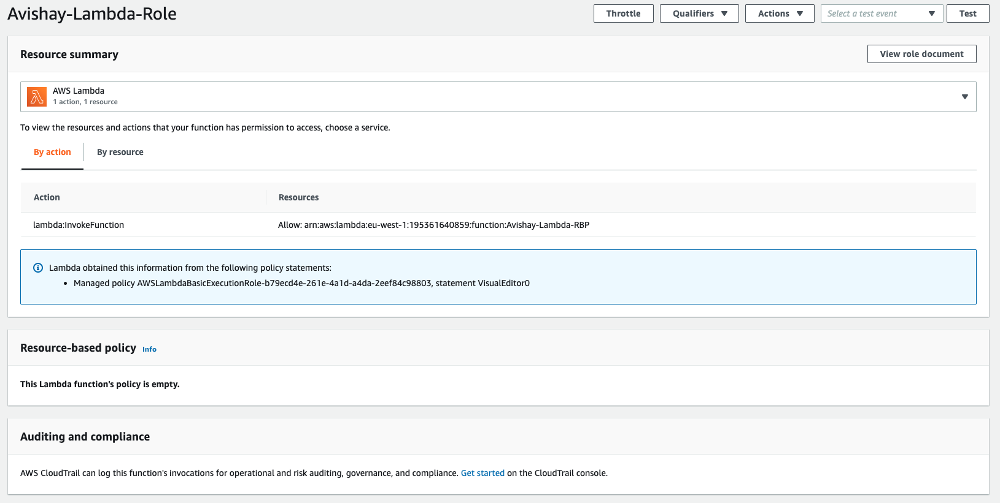 Avishay-Lambda-Role
Throttle
Qualifiers
Actions
Select a test event
Test
Resource summary
View role document
AWS Lambda
1 action, 1 resource
To view the resources and actions that your function has permission to access, choose a service.
By action
By resource
Action
Resources
lambda:InvokeFunction
Allow: arn:aws:lambda:eu-west-1:195361640859:function:Avishay-Lambda-RBP
Lambda obtained this information from the following policy statements:
• Managed policy AWSLambdaBasicExecutionRole-b79ecd4e-261e-4a1d-a4da-2eef84c98803, statement VisualEditor0
Resource-based policy Info
This Lambda function's policy is empty.
Auditing and compliance
AWS CloudTrail can log this function's invocations for operational and risk auditing, governance, and compliance. Get started on the CloudTrail console.